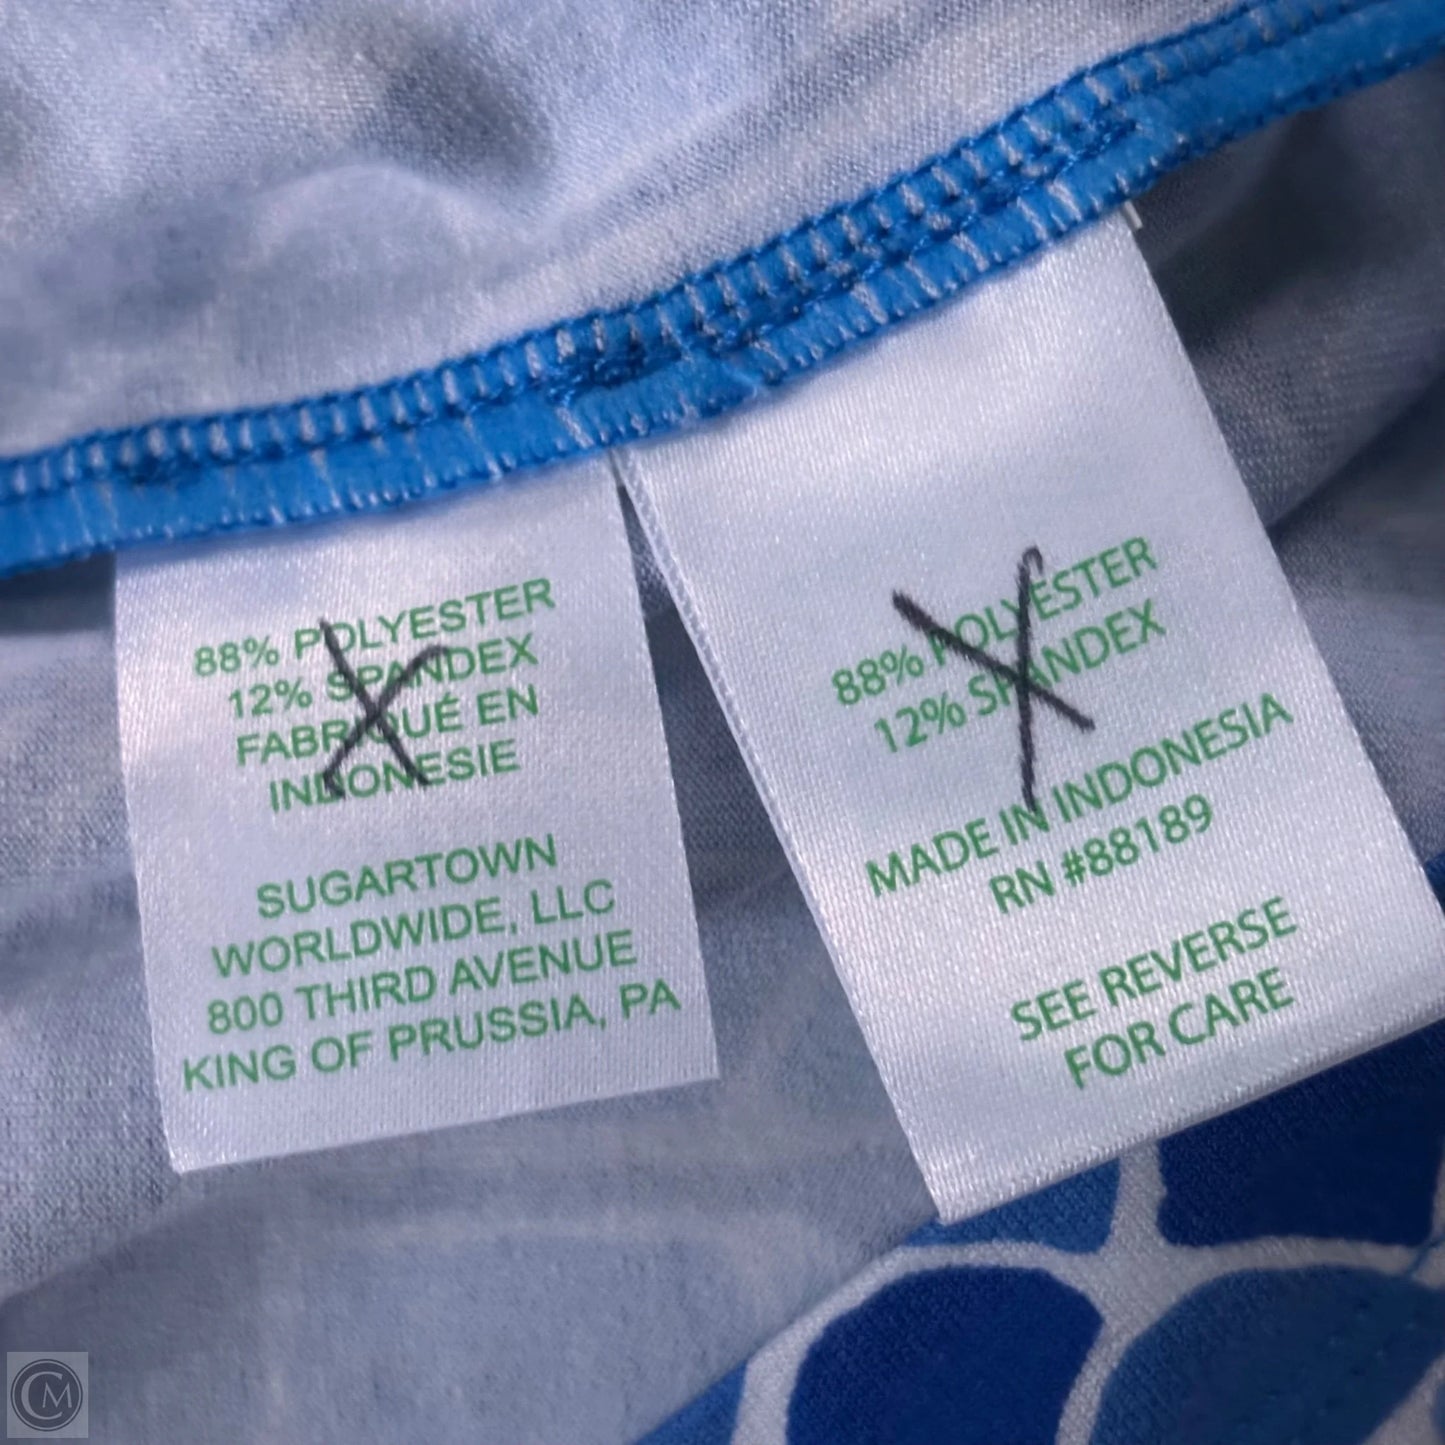 88% POLYESTER
12% SPANDEX
FABRIQUÉ EN
INDONESIE
SUGARTOWN
WORLDWIDE, LLC
800 THIRD AVENUE
KING OF PRUSSIA, PA
88% POLYESTER
12% SPANDEX
MADE IN INDONESIA
RN #88189
SEE REVERSE
FOR CARE
CM